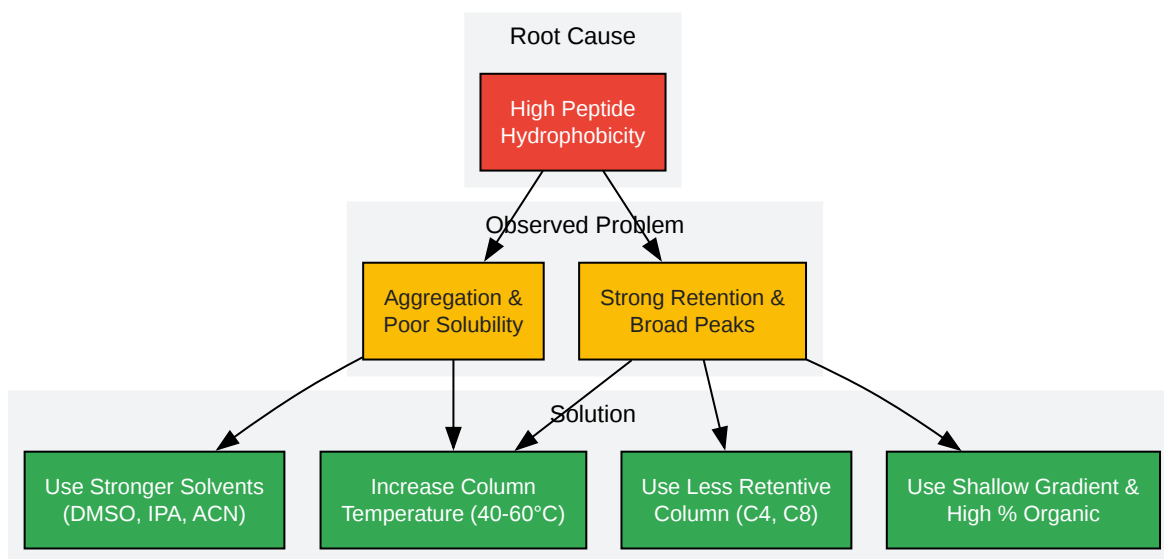 Root Cause
High Peptide
Hydrophobicity
Observed Problem
Aggregation &
Poor Solubility
Strong Retention &
Broad Peaks
Solution
Use Stronger Solvents
(DMSO, IPA, ACN)
Increase Column
Temperature (40-60°C)
Use Less Retentive
Column (C4, C8)
Use Shallow Gradient &
High % Organic